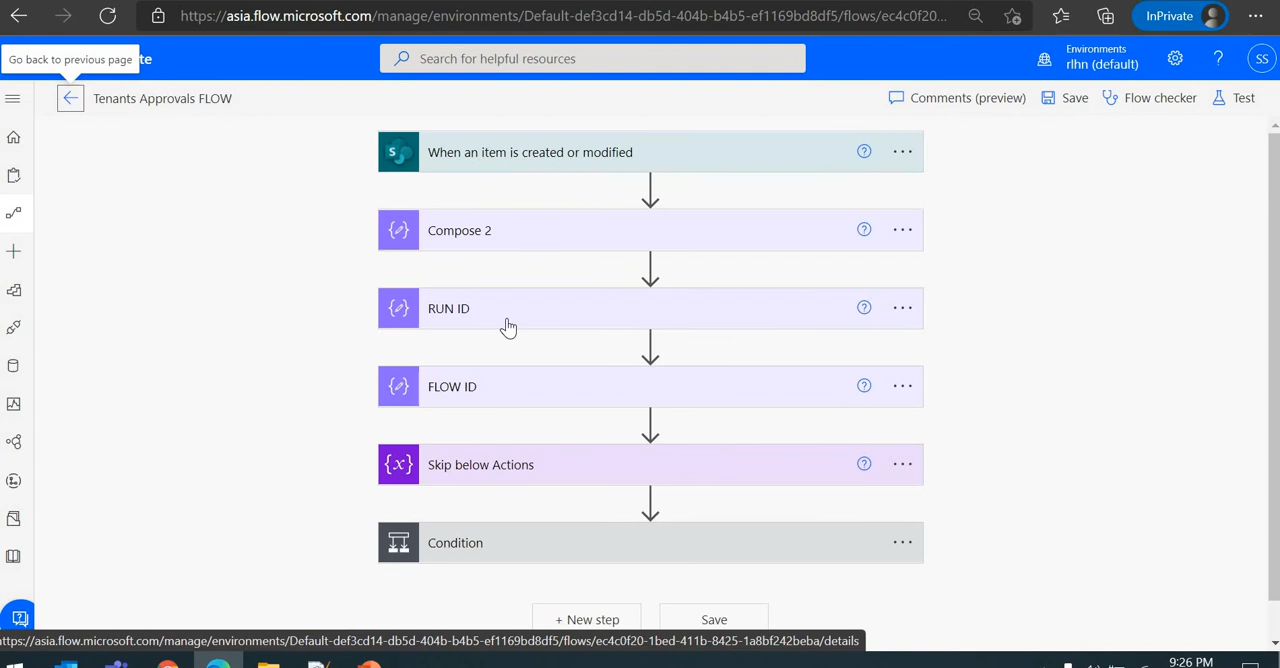 https://asia.flow.microsoft.com/manage/environments/Default-def3cd14-db5d-404b-b4b5-ef1169bd8df5/flows/ec4c0f20...
InPrivate
Go back to previous page
te
Search for helpful resources
Environments
rlhn (default)
?
SS
Tenants Approvals FLOW
Comments (preview)
Save
Flow checker
Test
S
When an item is created or modified
?
...
Compose 2
?
...
RUN ID
?
...
FLOW ID
?
...
{x}
Skip below Actions
?
...
Condition
...
+ New step
Save
https://asia.flow.microsoft.com/manage/environments/Default-def3cd14-db5d-404b-b4b5-ef1169bd8df5/flows/ec4c0f20-1bed-411b-8425-1a8bf242beba/details
9:26 PM